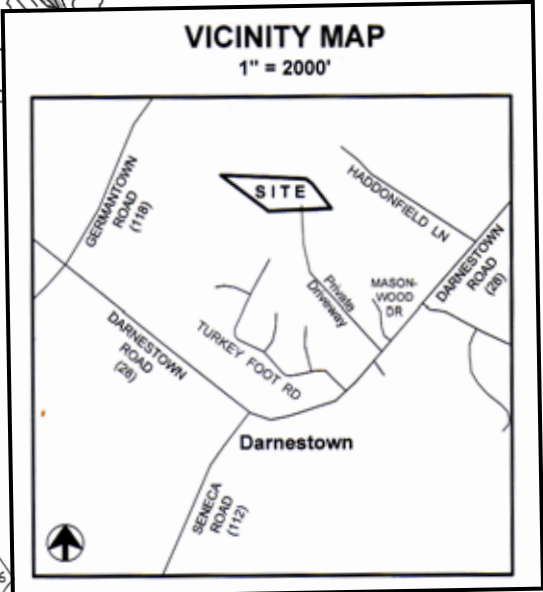 VICINITY MAP
1" = 2000'
GERMANTOWN
ROAD
(118)
SITE
HADDONFIELD LN
DARNESTOWN
ROAD
(28)
MASON-
WOOD
DR
Private
Driveway
DARNESTOWN
ROAD
(28)
TURKEY FOOT RD
Darnestown
SENECA
ROAD
(112)